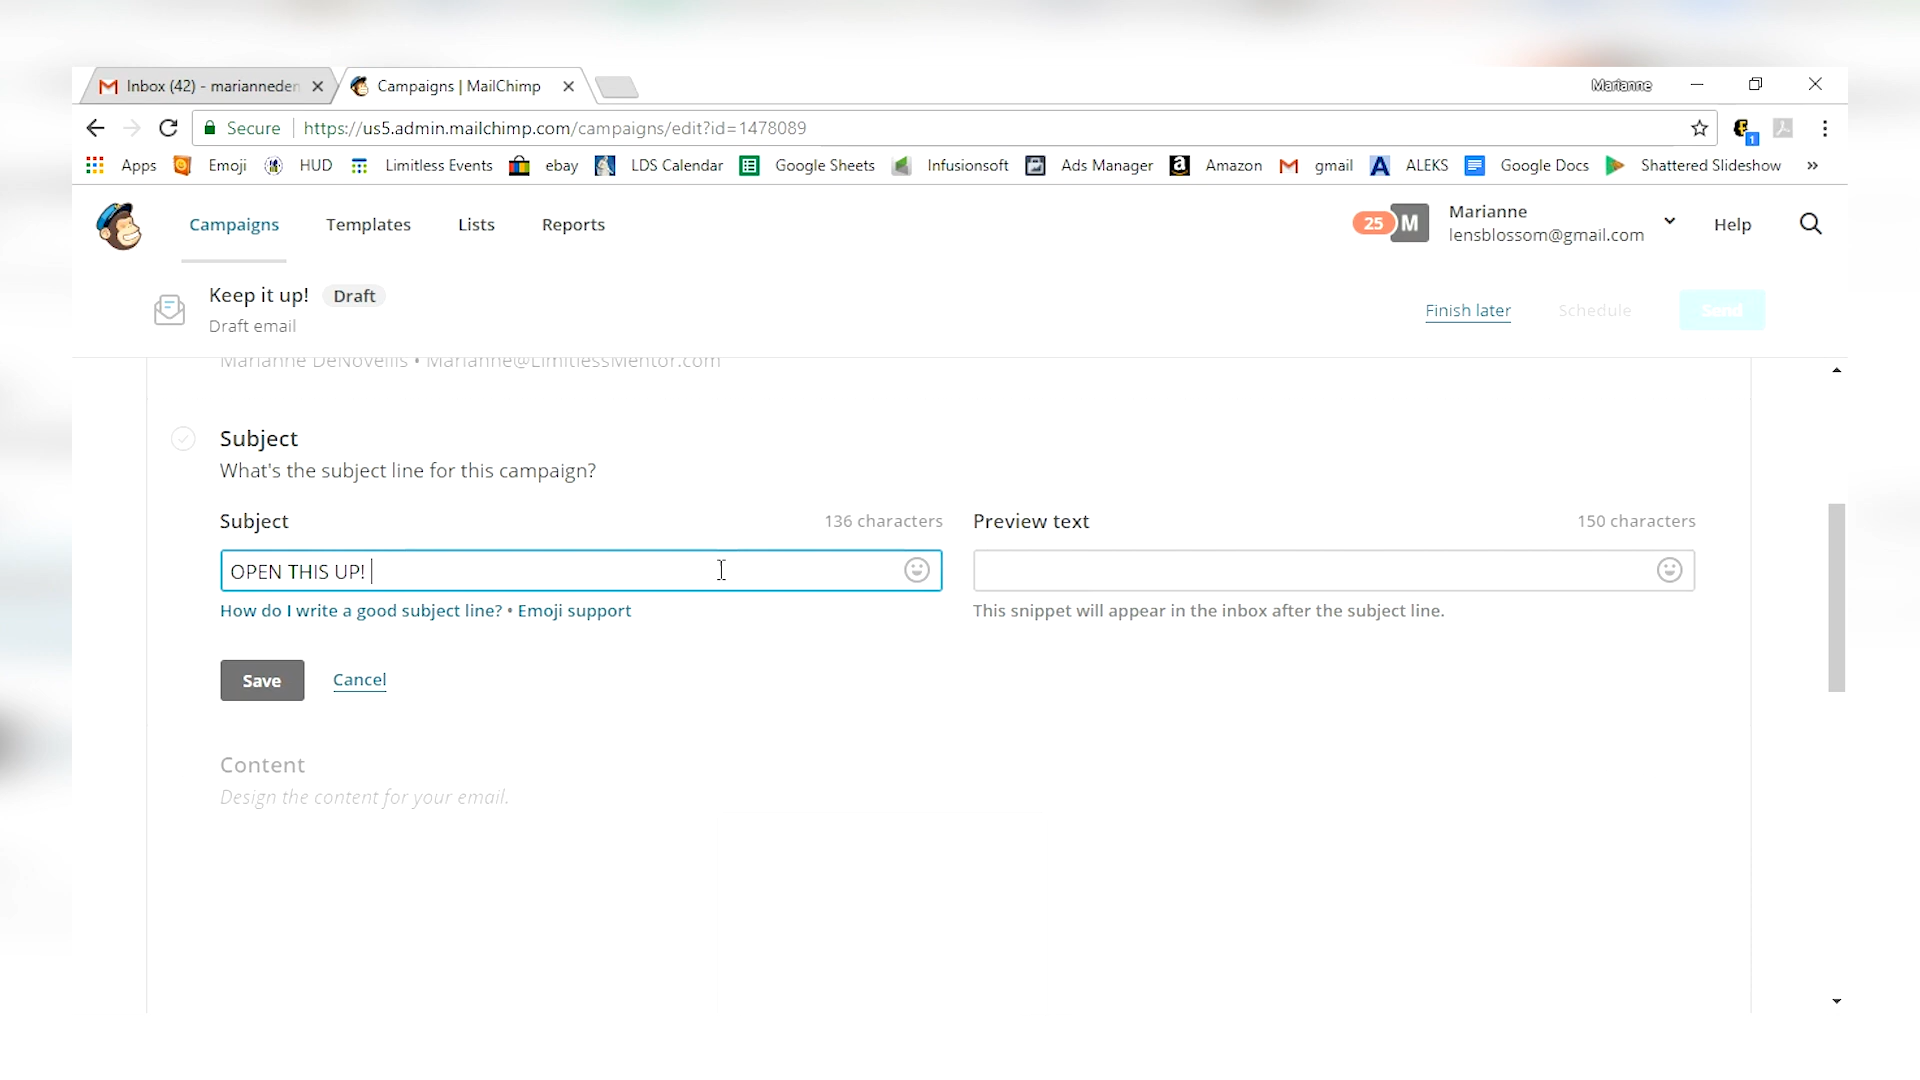 Inbox (42) - marianneden
Campaigns | MailChimp
Marianne
Secure https://us5.admin.mailchimp.com/campaigns/edit?id=1478089
1
Apps Emoji HUD Limitless Events ebay LDS Calendar Google Sheets Infusionsoft Ads Manager Amazon gmail ALEKS Google Docs Shattered Slideshow »
Campaigns Templates Lists Reports
25 M Marianne
lensblossom@gmail.com
Help
Keep it up! Draft
Draft email
Finish later Schedule Send
Marianne DeNovellis • Marianne@LimitlessMentor.com
Subject
What's the subject line for this campaign?
Subject 136 characters
Preview text 150 characters
OPEN THIS UP!
How do I write a good subject line? • Emoji support
This snippet will appear in the inbox after the subject line.
Save Cancel
Content
Design the content for your email.